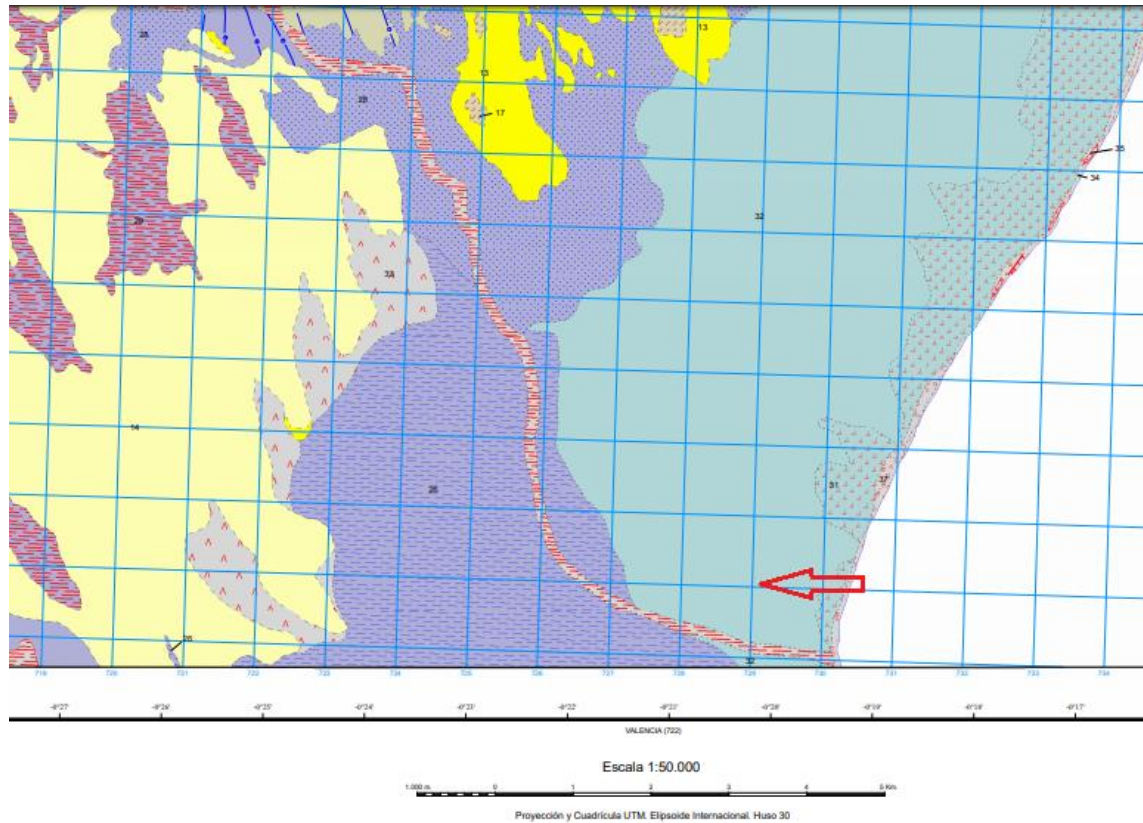 28
13
13
28
17
35
34
32
29
33
14
26
31
37
26
32
719 720 721 722 723 724 725 726 727 728 729 730 731 732 733 734
-0°27 -0°26 -0°25 -0°24 -0°23 -0°22 -0°21 -0°20 -0°19 -0°18 -0°17
VALENCIA (722)
Escala 1:50.000
1.000 m. 0 1 2 3 4 5 Km.
Proyección y Cuadrícula UTM. Elipsoide Internacional. Huso 30